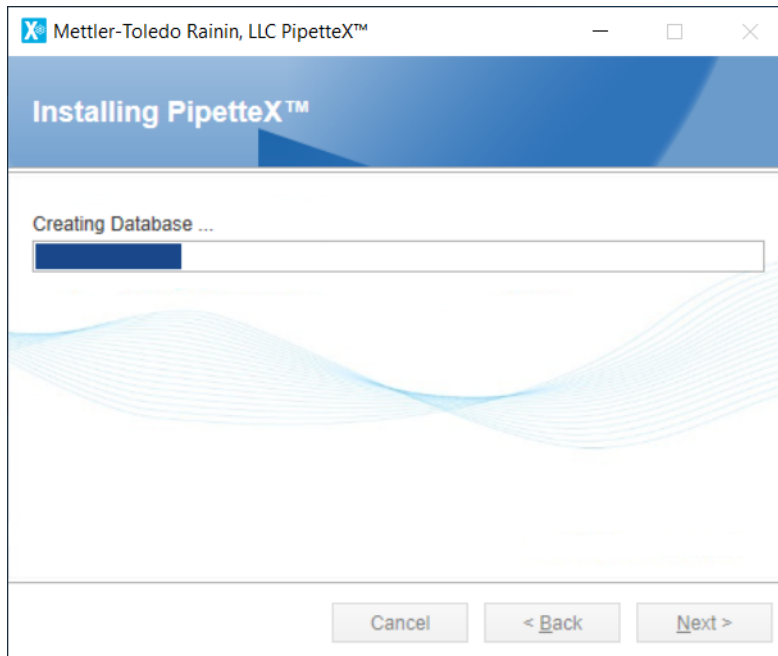 X
Mettler-Toledo Rainin, LLC PipetteX™
Installing PipetteX™
Creating Database ...
Cancel
< Back
Next >